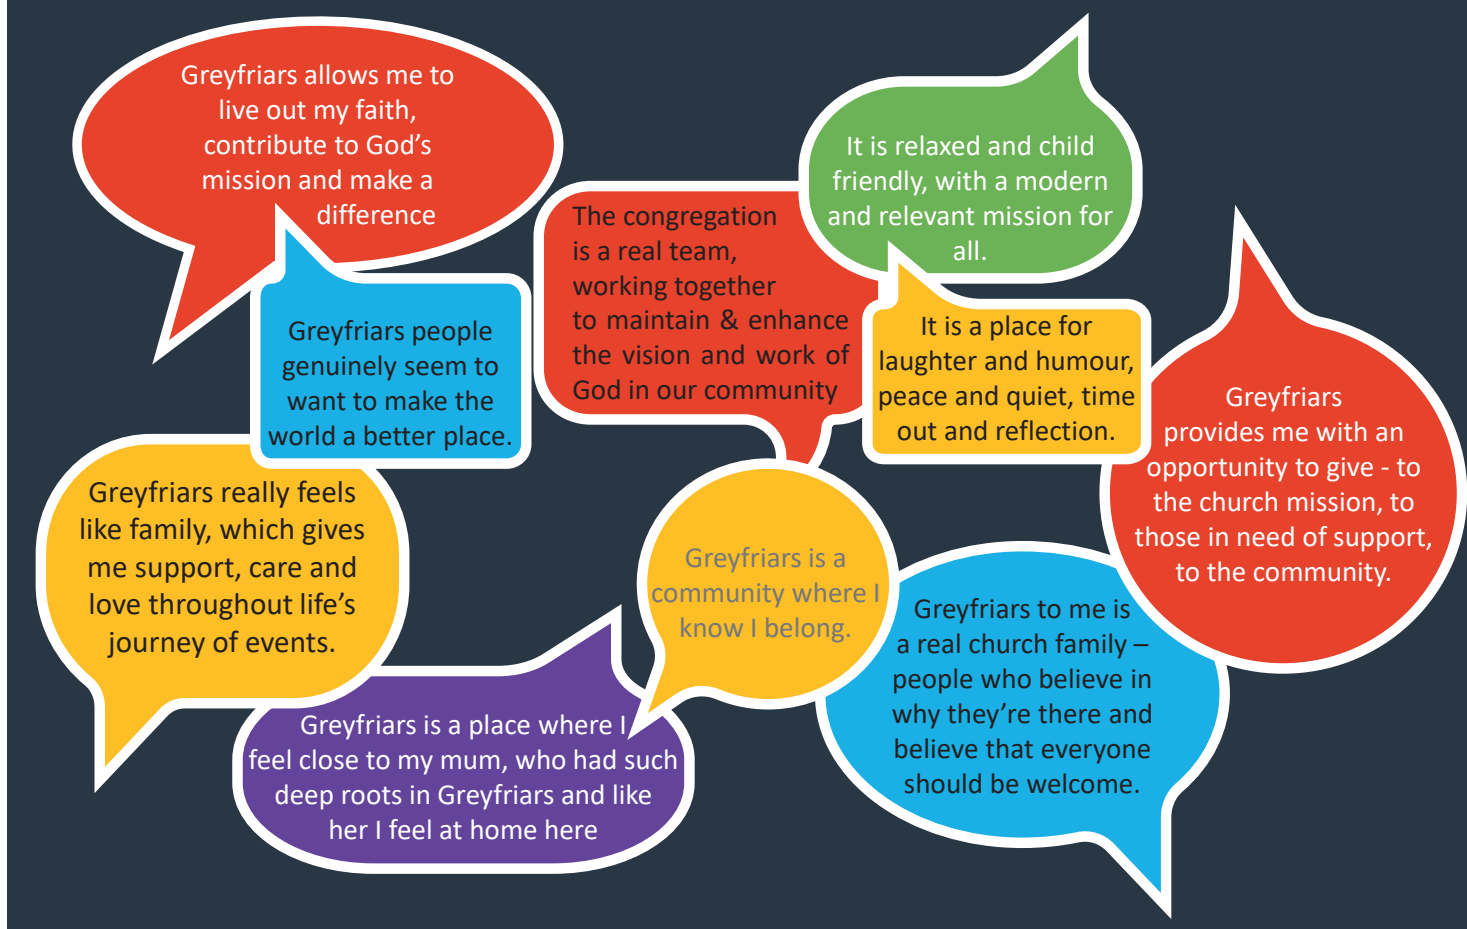 Greyfriars allows me to
live out my faith,
contribute to God’s
mission and make a
difference
It is relaxed and child
friendly, with a modern
and relevant mission for
all.
The congregation
is a real team,
working together
to maintain & enhance
the vision and work of
God in our community
Greyfriars people
genuinely seem to
want to make the
world a better place.
It is a place for
laughter and humour,
peace and quiet, time
out and reflection.
Greyfriars
provides me with an
opportunity to give - to
the church mission, to
those in need of support,
to the community.
Greyfriars really feels
like family, which gives
me support, care and
love throughout life’s
journey of events.
Greyfriars is a
community where I
know I belong.
Greyfriars to me is
a real church family –
people who believe in
why they’re there and
believe that everyone
should be welcome.
Greyfriars is a place where I
feel close to my mum, who had such
deep roots in Greyfriars and like
her I feel at home here